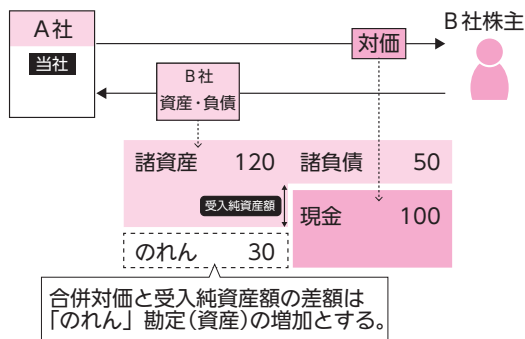 A社
当社
対価
B社株主
B社
資産・負債
諸資産 120 諸負債 50
受入純資産額
現金 100
のれん 30
合併対価と受入純資産額の差額は
「のれん」勘定(資産)の増加とする。